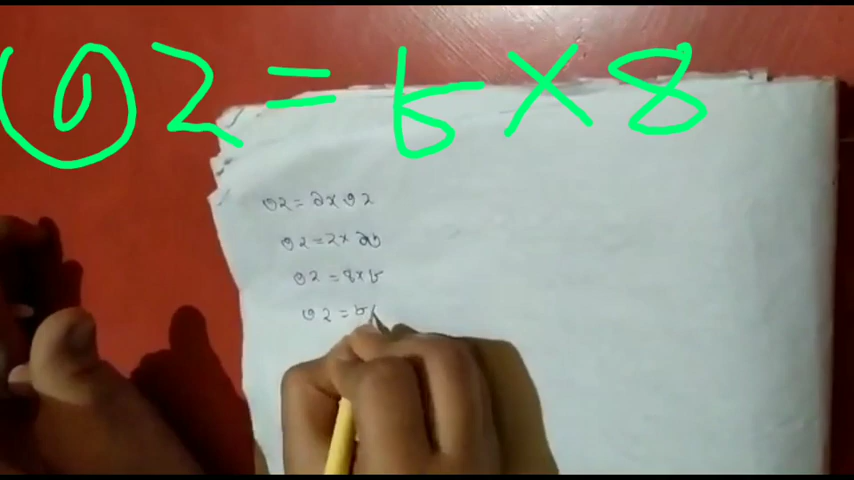 ৩২ = ৮ × ৪
৩২ = ১ × ৩২
৩২ = ২ × ১৬
৩২ = ৪ × ৮
৩২ = ৮